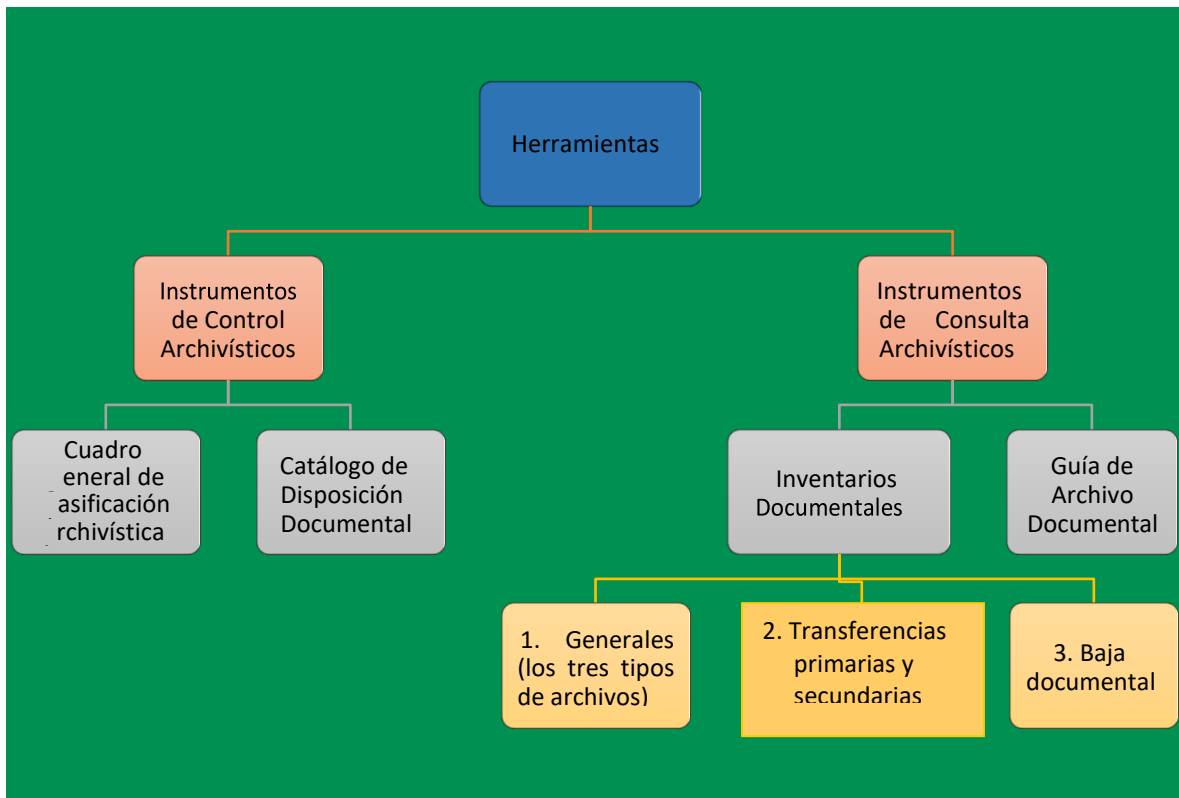 Herramientas
Instrumentos
de Control
Archivísticos
Instrumentos
de Consulta
Archivísticos
Cuadro
eneral de
asificación
rchivística
Catálogo de
Disposición
Documental
Inventarios
Documentales
Guía de
Archivo
Documental
1. Generales
(los tres tipos
de archivos)
2. Transferencias
primarias y
secundarias
3. Baja
documental